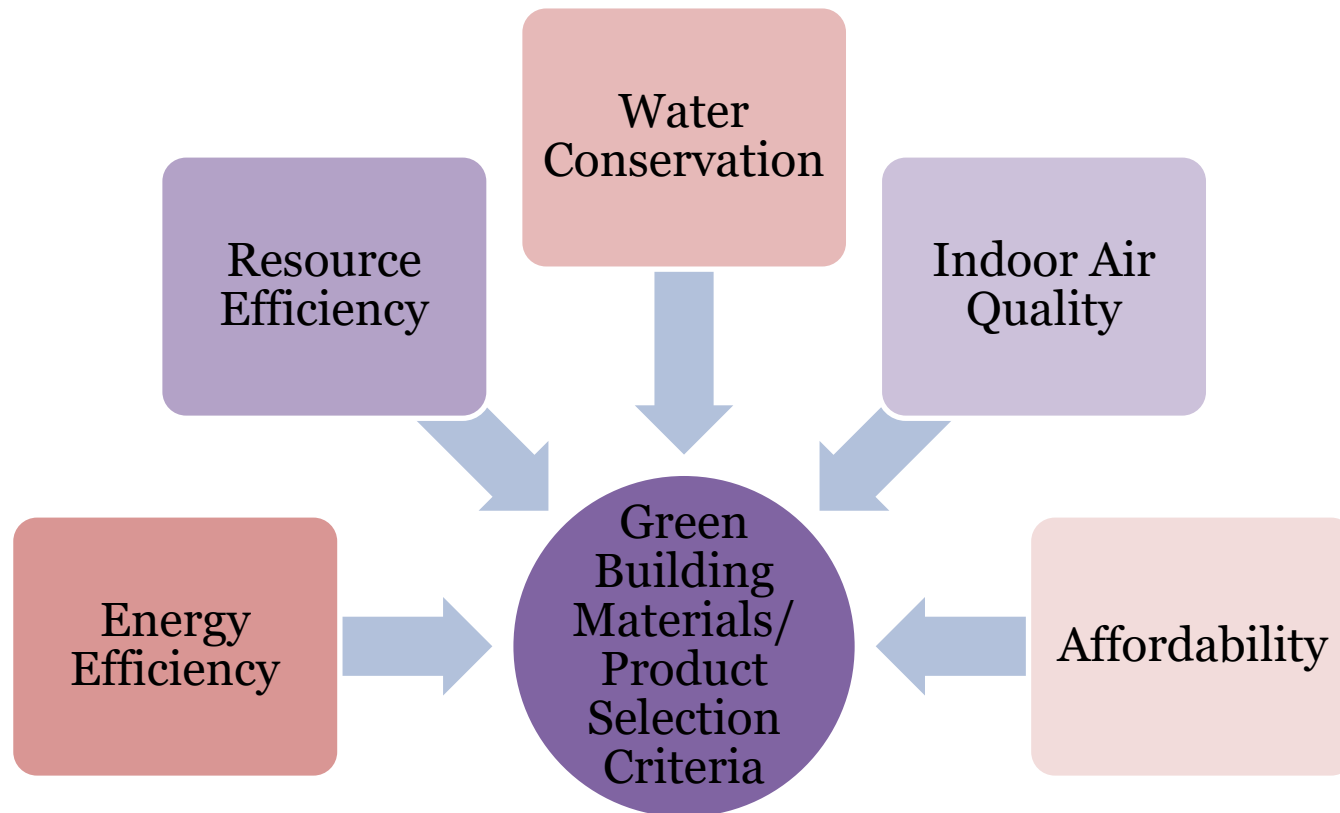 Water
Conservation
Resource
Efficiency
Indoor Air
Quality
Energy
Efficiency
Green
Building
Materials/
Product
Selection
Criteria
Affordability